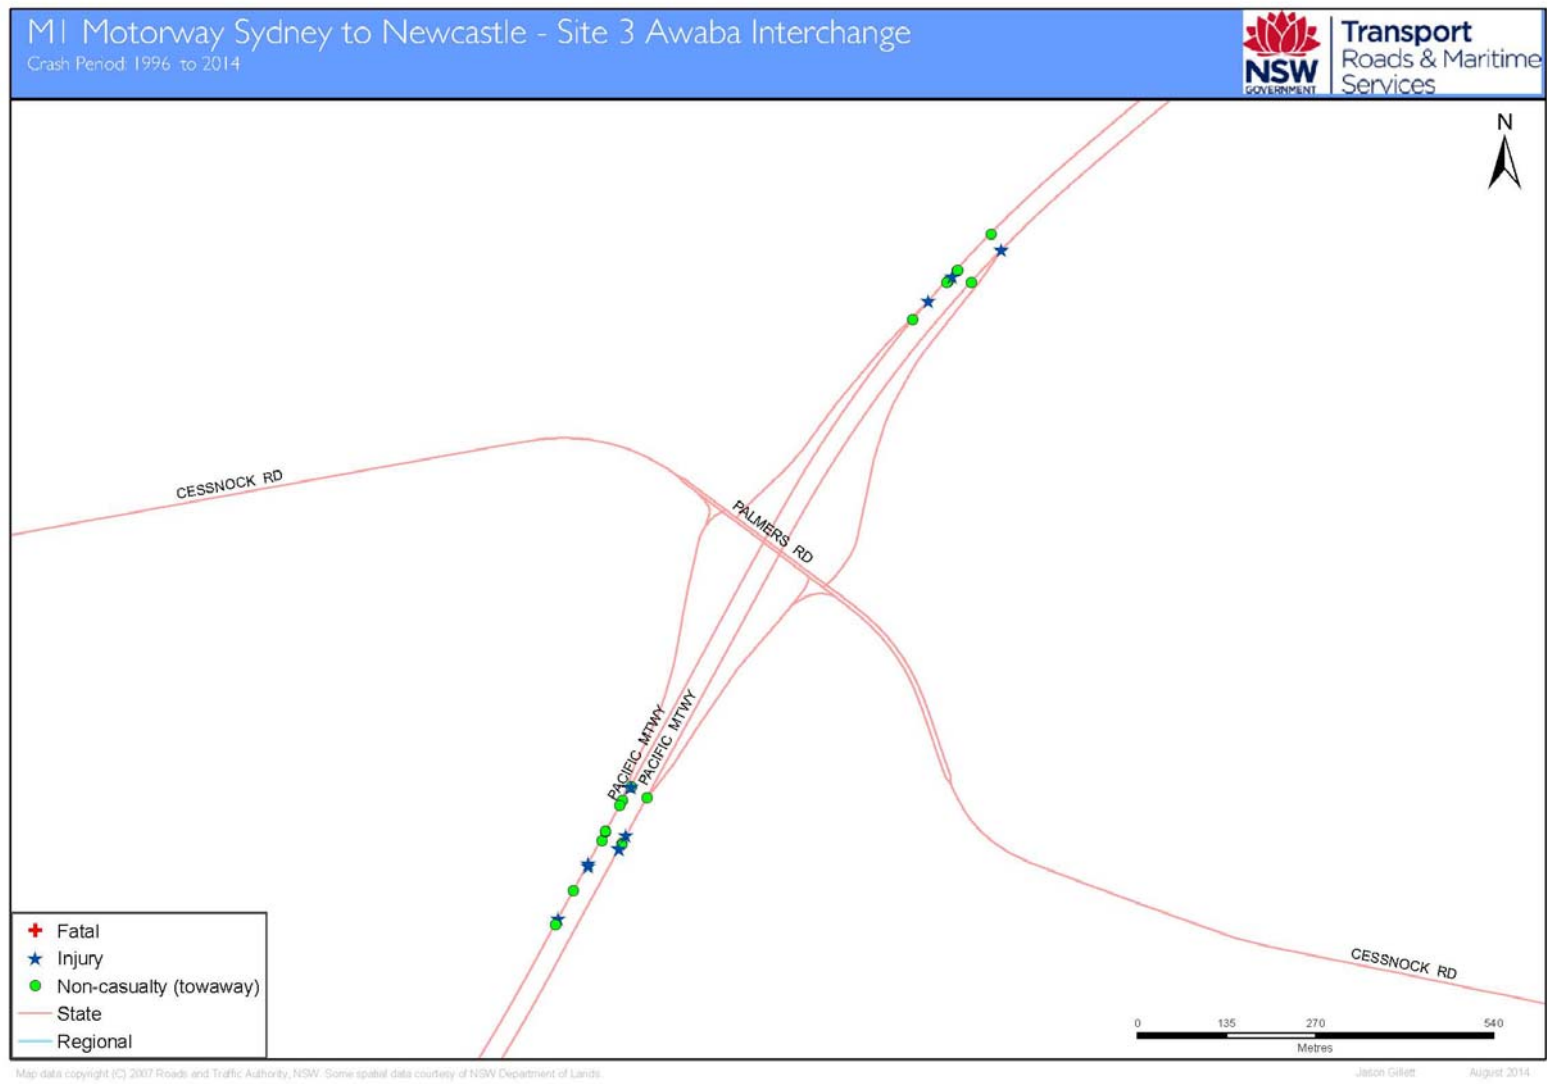 M1 Motorway Sydney to Newcastle - Site 3 Awaba Interchange
Crash Period: 1996 to 2014
NSW
GOVERNMENT
Transport
Roads & Maritime
Services
N
CESSNOCK RD
PALMERS RD
PACIFIC MTWY
PACIFIC MTWY
CESSNOCK RD
Fatal
Injury
Non-casualty (towaway)
State
Regional
0 135 270 540
Metres
Map data copyright (C) 2007 Roads and Traffic Authority, NSW. Some spatial data courtesy of NSW Department of Lands.
Jason Gillett August 2014